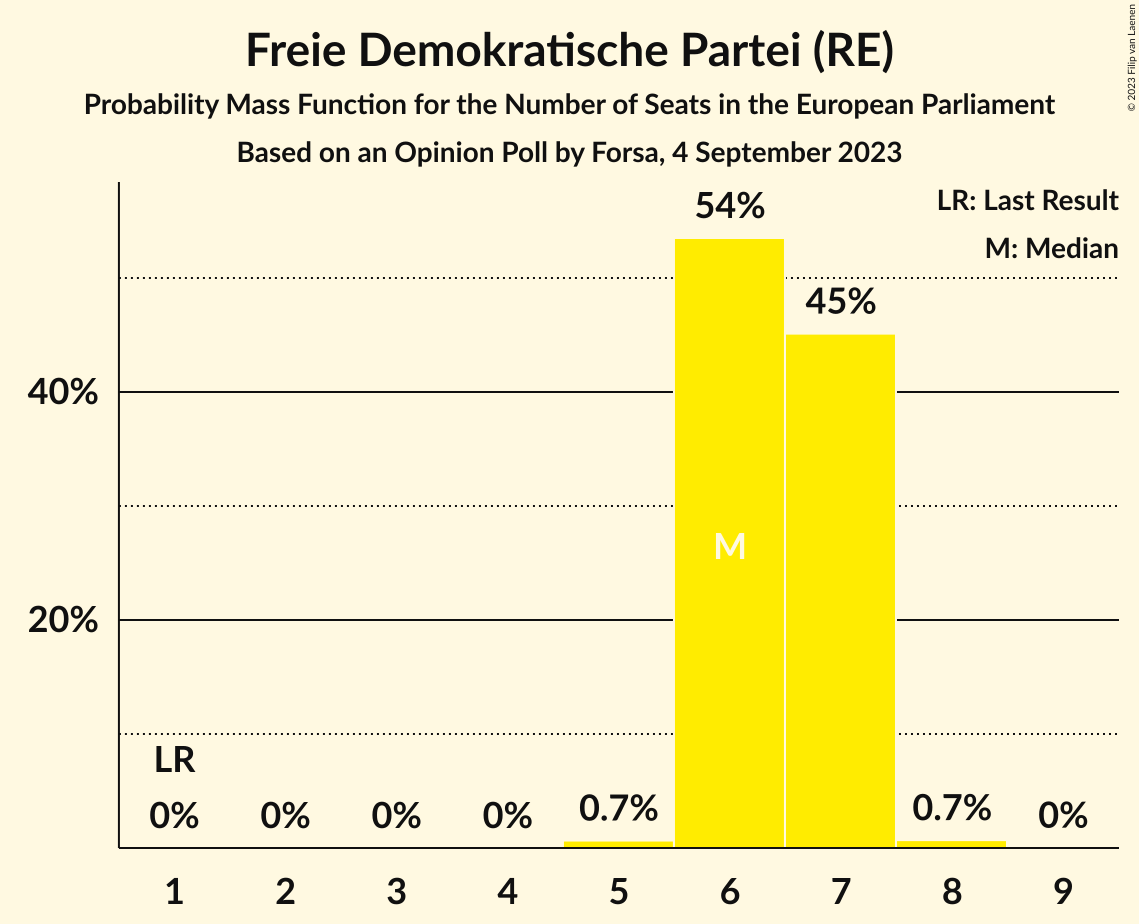 Freie Demokratische Partei (RE)
Probability Mass Function for the Number of Seats in the European Parliament
Based on an Opinion Poll by Forsa, 4 September 2023
© 2023 Filip van Laenen
LR: Last Result
M: Median
54%
45%
40%
M
20%
LR
0% 0% 0% 0% 0.7% 0.7% 0%
1 2 3 4 5 6 7 8 9